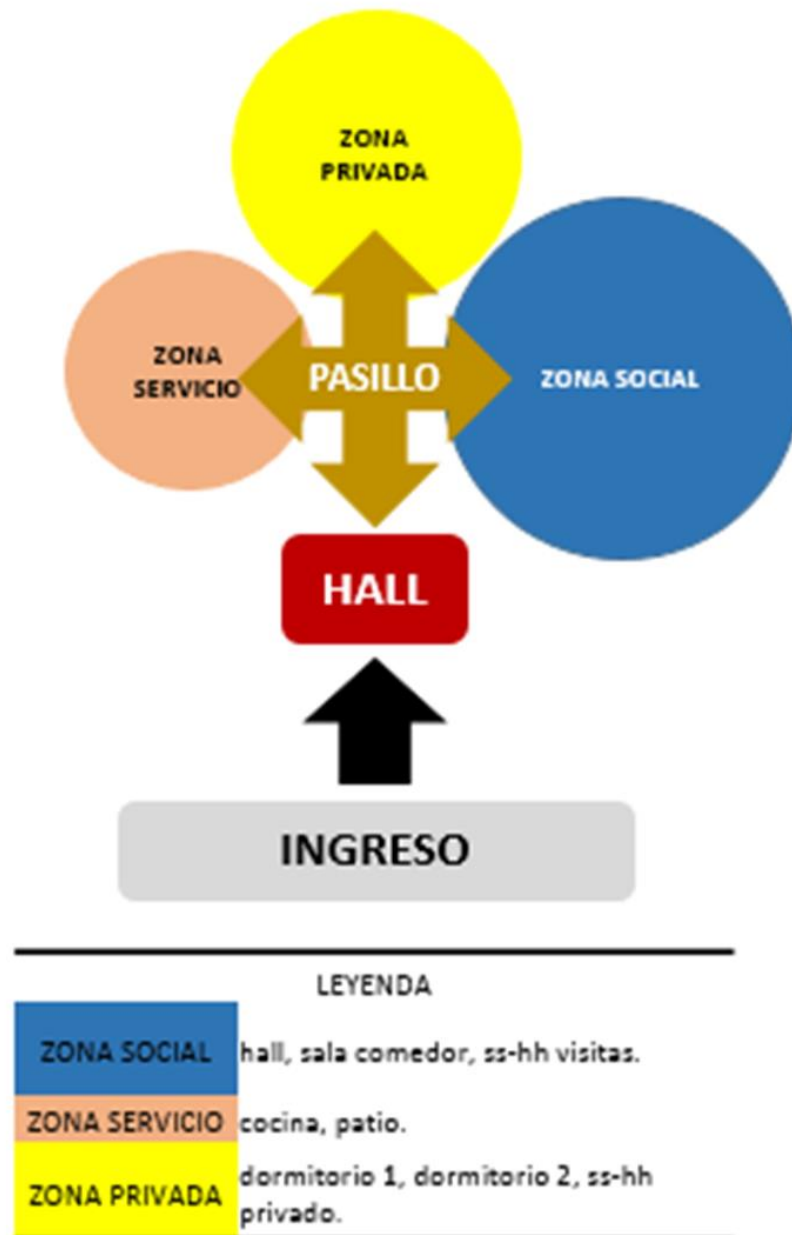 ZONA
PRIVADA
ZONA
SERVICIO
PASILLO
ZONA SOCIAL
HALL
INGRESO
LEYENDA
ZONA SOCIAL hall, sala comedor, ss-hh visitas.
ZONA SERVICIO cocina, patio.
ZONA PRIVADA dormitorio 1, dormitorio 2, ss-hh
privado.